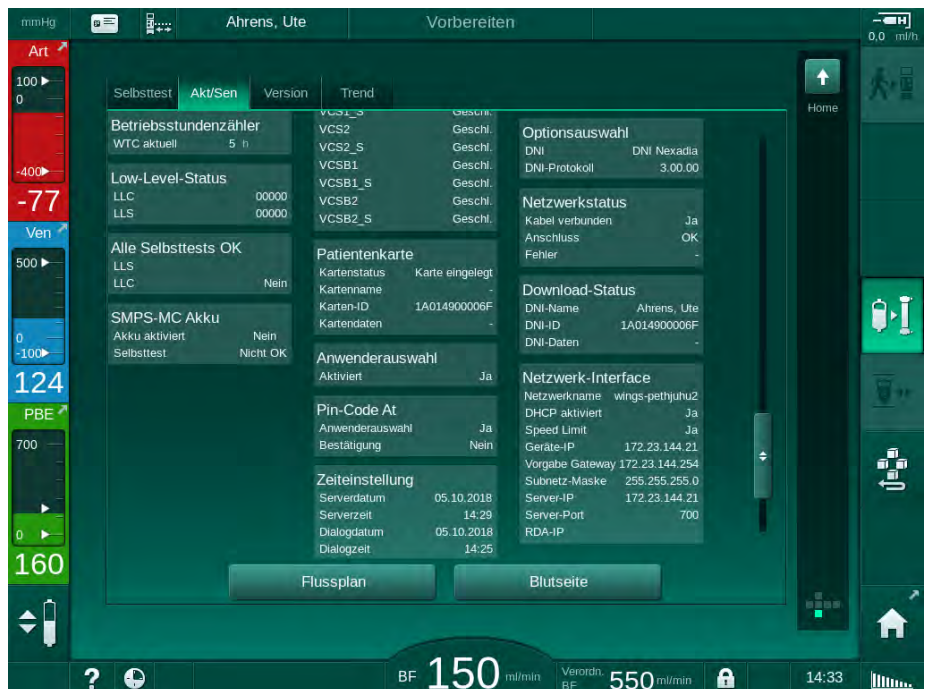 mmHg
Ahrens, Ute
Vorbereiten
0,0 ml/h
Art
100
0
-400
-77
Ven
500
0
-100
124
PBE
700
0
160
Selbsttest Akt/Sen Version Trend
Home
Betriebsstundenzähler
WTC aktuell 5 h
Low-Level-Status
LLC 00000
LLS 00000
Alle Selbsttests OK
LLS
LLC Nein
SMPS-MC Akku
Akku aktiviert Nein
Selbsttest Nicht OK
VCS1_S Geschl.
VCS2 Geschl.
VCS2_S Geschl.
VCSB1 Geschl.
VCSB1_S Geschl.
VCSB2 Geschl.
VCSB2_S Geschl.
Patientenkarte
Kartenstatus Karte eingelegt
Kartenname -
Karten-ID 1A014900006F
Kartendaten -
Anwenderauswahl
Aktiviert Ja
Pin-Code At
Anwenderauswahl Ja
Bestätigung Nein
Zeiteinstellung
Serverdatum 05.10.2018
Serverzeit 14:29
Dialogdatum 05.10.2018
Dialogzeit 14:25
Optionsauswahl
DNI DNI Nexadia
DNI-Protokoll 3.00.00
Netzwerkstatus
Kabel verbunden Ja
Anschluss OK
Fehler -
Download-Status
DNI-Name Ahrens, Ute
DNI-ID 1A014900006F
DNI-Daten -
Netzwerk-Interface
Netzwerkname wings-pethjuhu2
DHCP aktiviert Ja
Speed Limit Ja
Geräte-IP 172.23.144.21
Vorgabe Gateway 172.23.144.254
Subnetz-Maske 255.255.255.0
Server-IP 172.23.144.21
Server-Port 700
RDA-IP
Flussplan Blutseite
? BF 150 ml/min
Verordn.
BF 550 ml/min
14:33